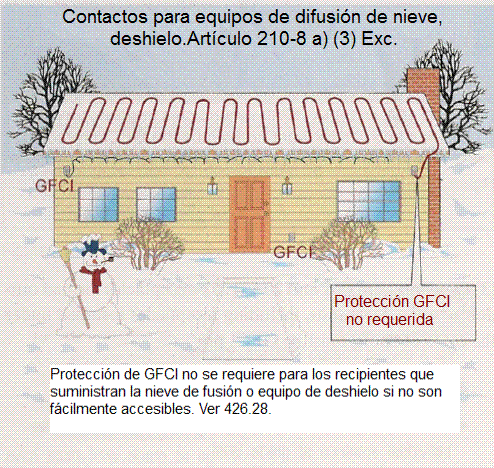 Contactos para equipos de difusión de nieve,
deshielo.Artículo 210-8 a) (3) Exc.
GFCI
GFCI
Protección GFCI
no requerida
Protección de GFCI no se requiere para los recipientes que
suministran la nieve de fusión o equipo de deshielo si no son
fácilmente accesibles. Ver 426.28.